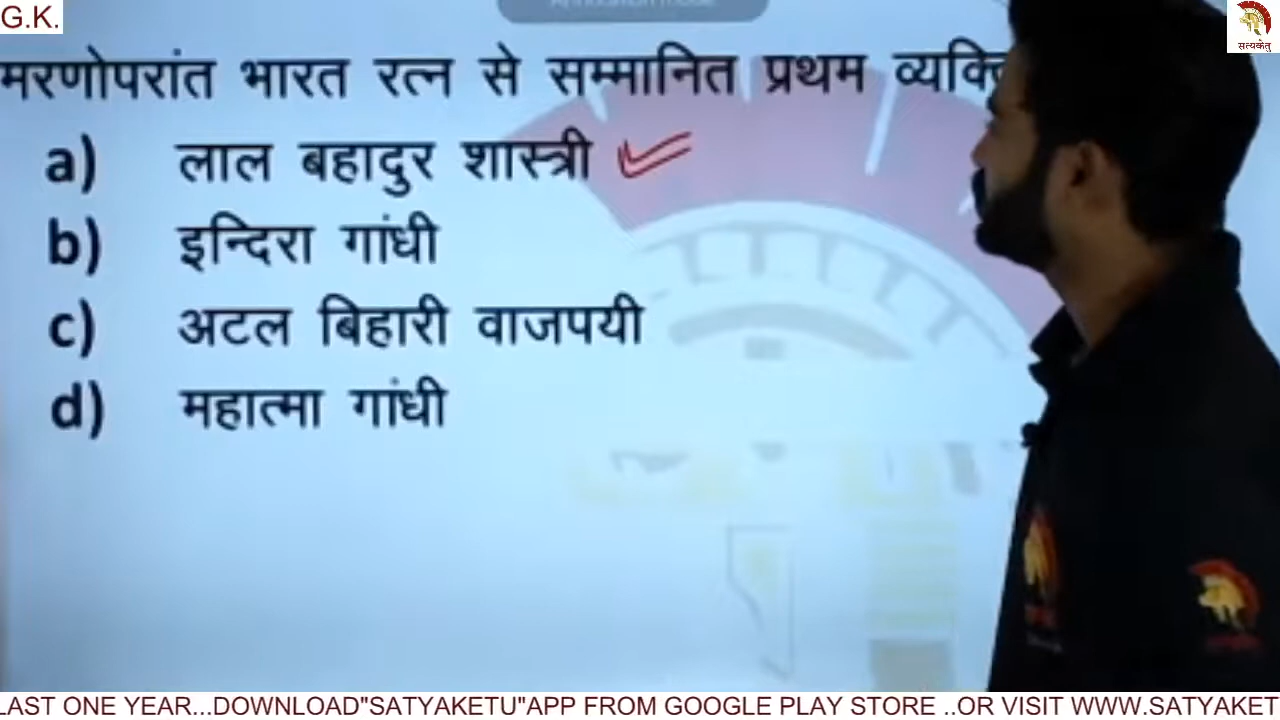 G.K.
सत्यकेतु
मरणोपरांत भारत रत्न से सम्मानित प्रथम
a) लाल बहादुर शास्त्री
b) इन्दिरा गांधी
c) अटल बिहारी वाजपयी
d) महात्मा गांधी
LAST ONE YEAR...DOWNLOAD"SATYAKETU"APP FROM GOOGLE PLAY STORE ..OR VISIT WWW.SATYAKET